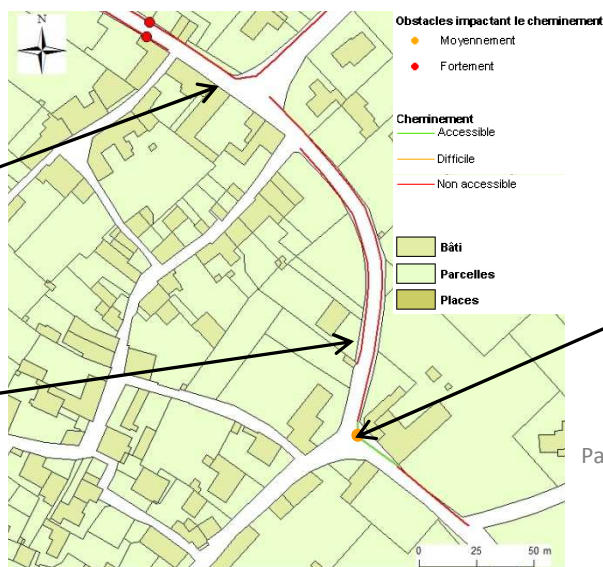 N
Obstacles impactant le cheminement
Moyennement
Fortement
Cheminement
Accessible
Difficile
Non accessible
Bâti
Parcelles
Places
Pa
0 25 50 m